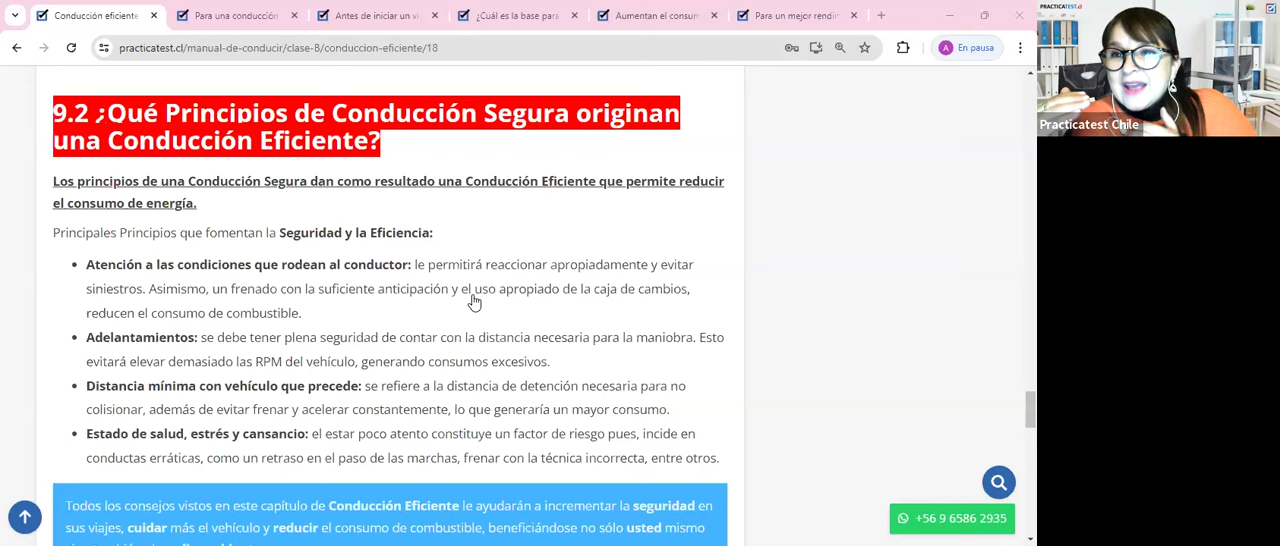 Conducción eficiente
Para una conducción
Antes de iniciar un vi
¿Cuál es la base para
Aumentan el consum
Para un mejor rendin
practicatest.cl/manual-de-conducir/clase-B/conduccion-eficiente/18
A
En pausa
PRACTICATEST.cl
Practicatest Chile
9.2 ¿Qué Principios de Conducción Segura originan
una Conducción Eficiente?
Los principios de una Conducción Segura dan como resultado una Conducción Eficiente que permite reducir
el consumo de energía.
Principales Principios que fomentan la Seguridad y la Eficiencia:
• Atención a las condiciones que rodean al conductor: le permitirá reaccionar apropiadamente y evitar
siniestros. Asimismo, un frenado con la suficiente anticipación y el uso apropiado de la caja de cambios,
reducen el consumo de combustible.
• Adelantamientos: se debe tener plena seguridad de contar con la distancia necesaria para la maniobra. Esto
evitará elevar demasiado las RPM del vehículo, generando consumos excesivos.
• Distancia mínima con vehículo que precede: se refiere a la distancia de detención necesaria para no
colisionar, además de evitar frenar y acelerar constantemente, lo que generaría un mayor consumo.
• Estado de salud, estrés y cansancio: el estar poco atento constituye un factor de riesgo pues, incide en
conductas erráticas, como un retraso en el paso de las marchas, frenar con la técnica incorrecta, entre otros.
Todos los consejos vistos en este capítulo de Conducción Eficiente le ayudarán a incrementar la seguridad en
sus viajes, cuidar más el vehículo y reducir el consumo de combustible, beneficiándose no sólo usted mismo
+56 9 6586 2935